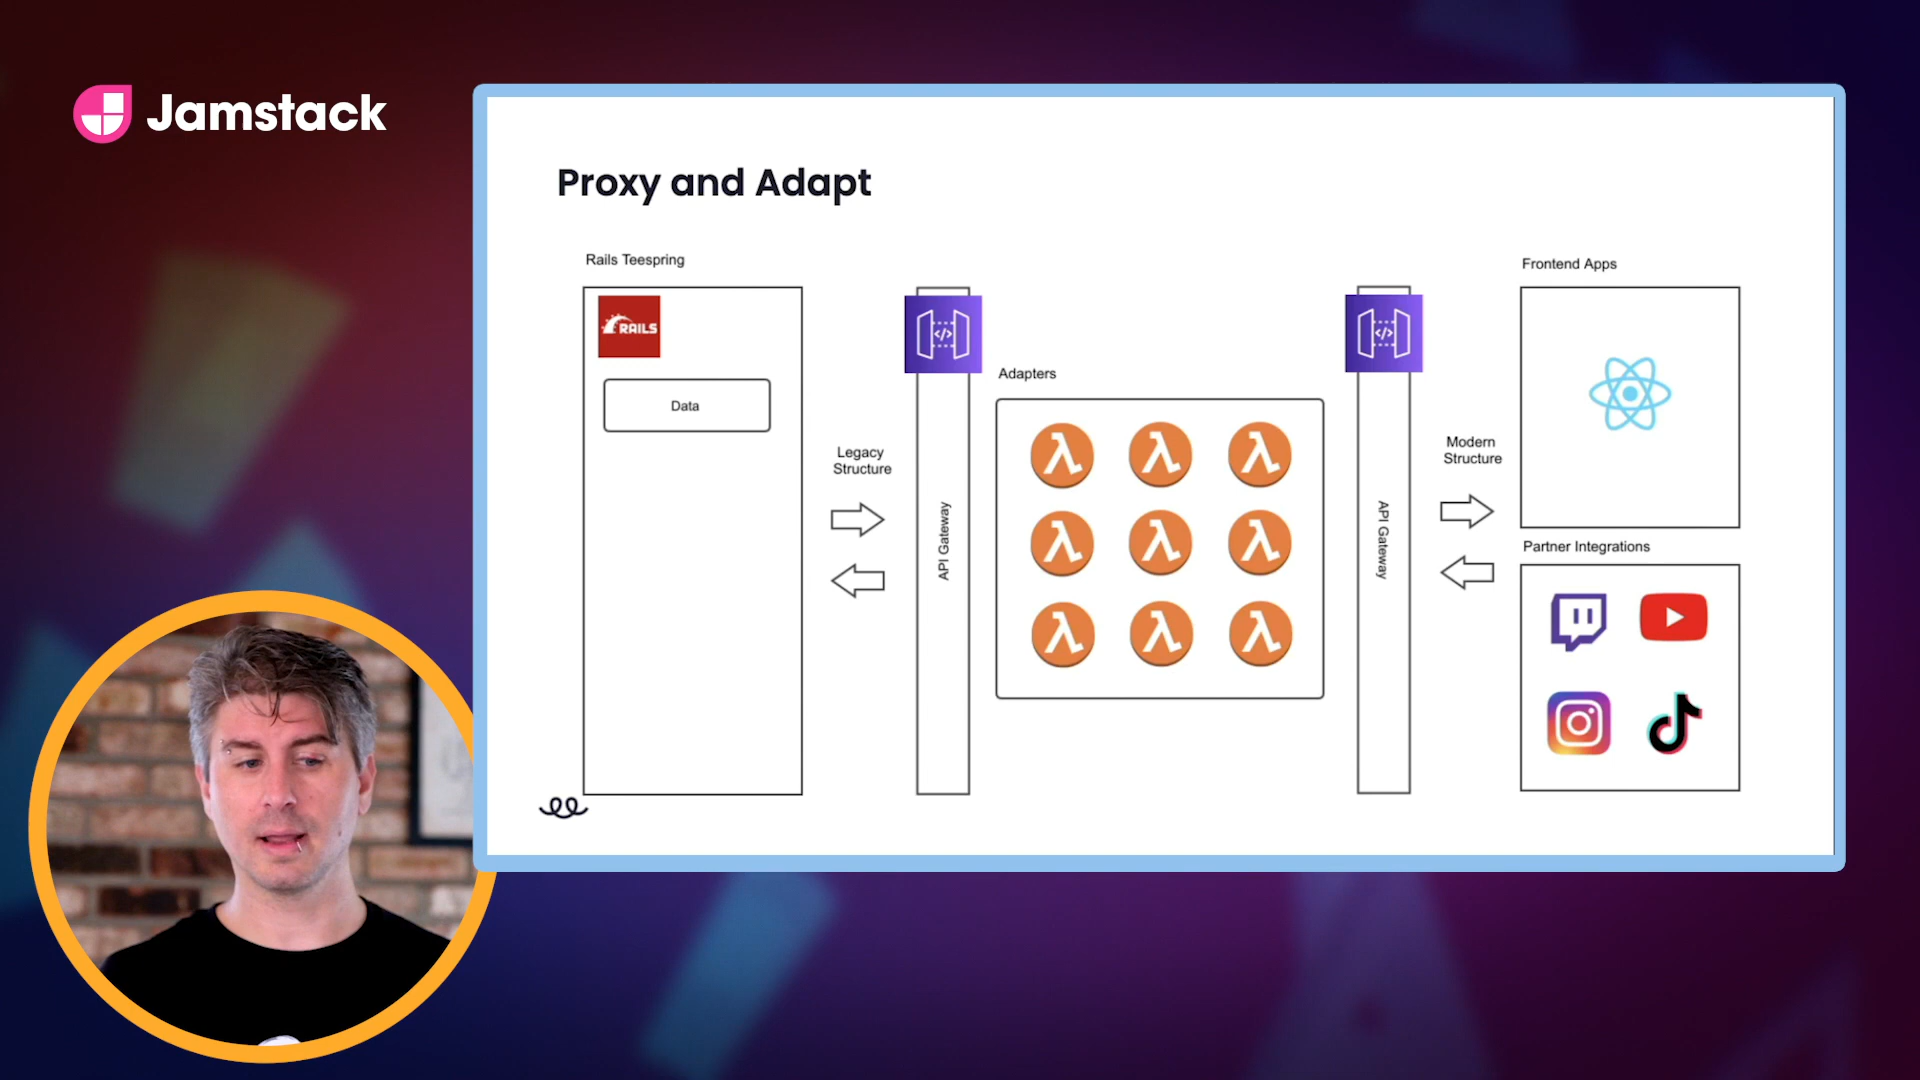 Jamstack
Proxy and Adapt
Rails Teespring
RAILS
Data
Legacy
Structure
API Gateway
Adapters
API Gateway
Modern
Structure
Frontend Apps
Partner Integrations